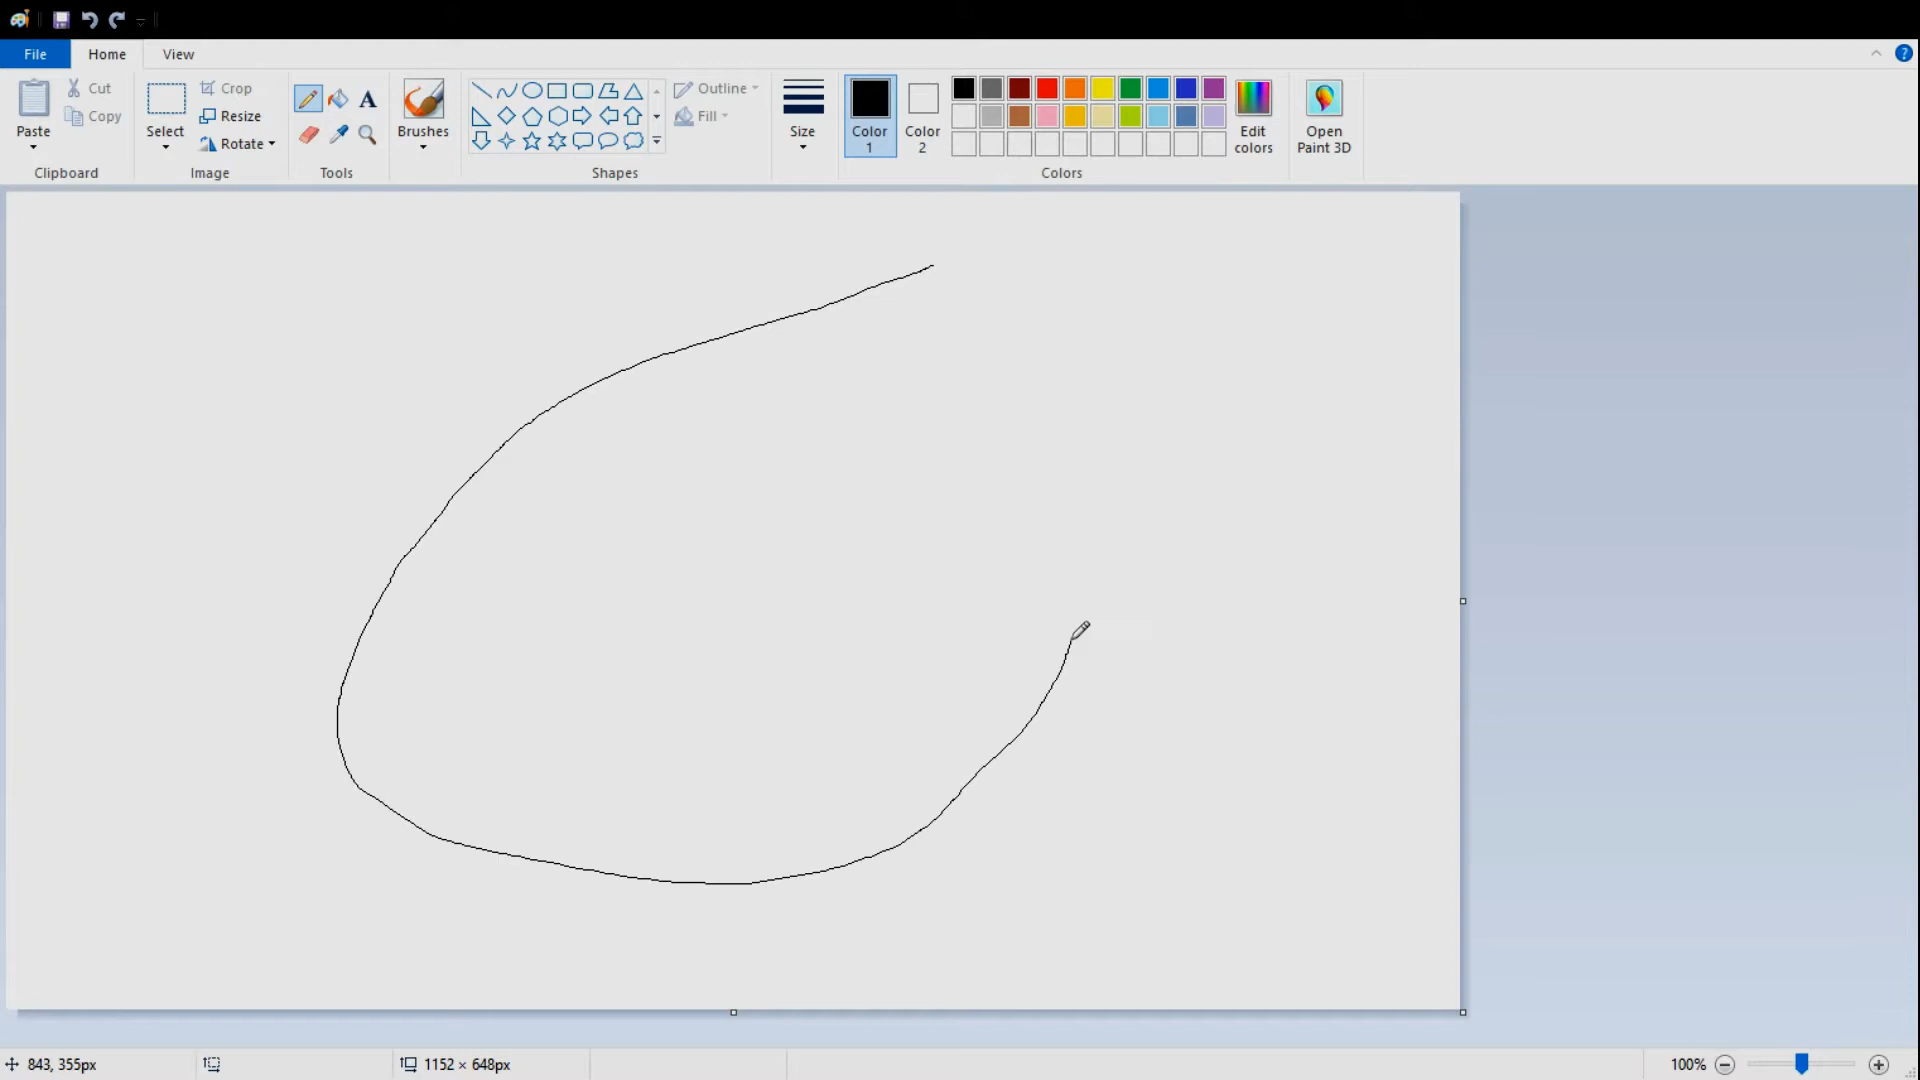 File Home View
Cut
Copy
Paste
Clipboard
Select
Crop
Resize
Rotate
Image
A
Tools
Brushes
Shapes
Outline
Fill
Size
Color
1
Color
2
Colors
Edit
colors
Open
Paint 3D
?
843, 355px
1152 × 648px
100%